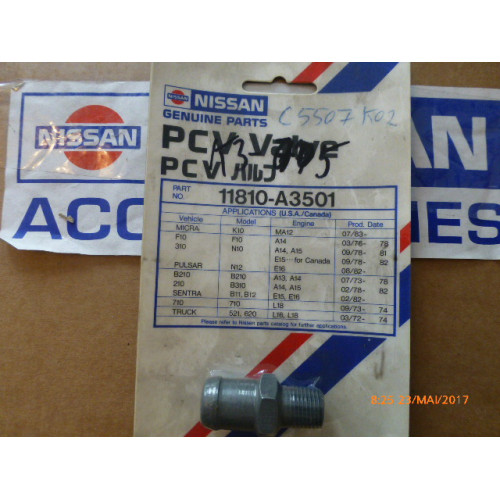 NISSAN
GENUINE PARTS
C5507 K02
NISSAN
NISSAN
PCV
PCV バルブ
ACC
IES
PART NO. 11810-A3501
APPLICATIONS (U.S.A./Canada)
Vehicle Model Engine Prod. Date
MICRA K10 MA12 07/83-
F10 F10 A14 03/76- 78
310 N10 A14, A15 09/78- 81
E15--for Canada 09/78- 82
PULSAR N12 E16 06/82-
B210 B210 A13, A14 07/73- 78
210 B310 A14, A15 02/78- 82
SENTRA B11, B12 E15, E16 02/82-
710 710 L18 09/73- 74
TRUCK 521, 620 L16, L18 03/72- 74
Please refer to Nissan parts catalog for further applications.
8:25 23/MAI/2017